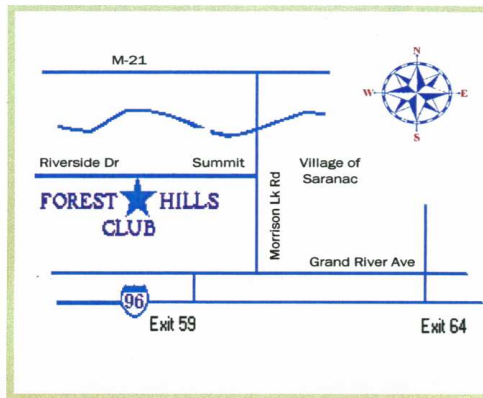 M-21
N
W E
S
Riverside Dr Summit
Village of
Saranac
FOREST HILLS
CLUB
Morrison Lk Rd
Grand River Ave
96
Exit 59
Exit 64